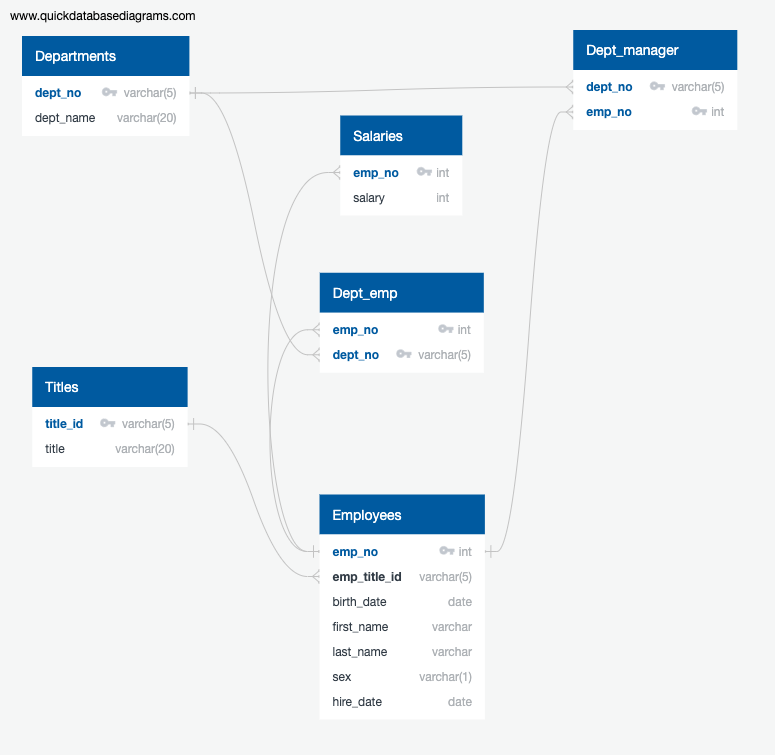 www.quickdatabasediagrams.com
Departments
dept_no varchar(5)
dept_name varchar(20)
Dept_manager
dept_no varchar(5)
emp_no int
Salaries
emp_no int
salary int
Dept_emp
emp_no int
dept_no varchar(5)
Titles
title_id varchar(5)
title varchar(20)
Employees
emp_no int
emp_title_id varchar(5)
birth_date date
first_name varchar
last_name varchar
sex varchar(1)
hire_date date